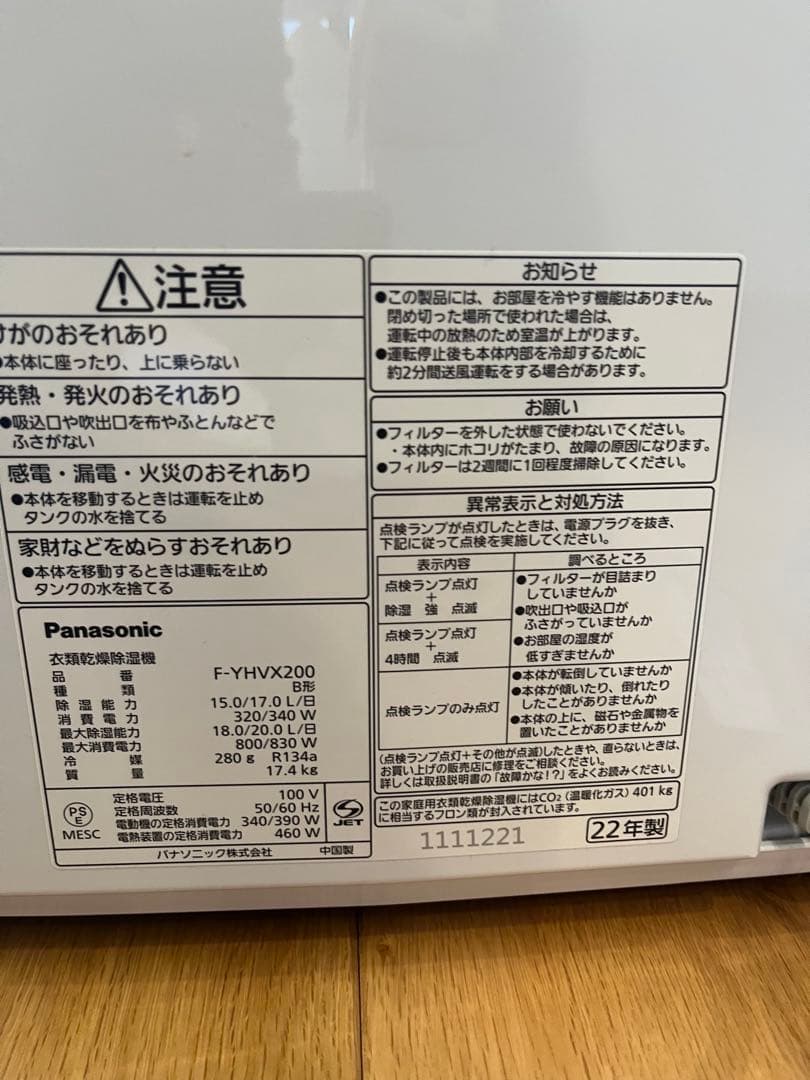 注意
けがのおそれあり
●本体に座ったり、上に乗らない
発熱・発火のおそれあり
●吸込口や吹出口を布やふとんなどで
ふさがない
感電・漏電・火災のおそれあり
●本体を移動するときは運転を止め
タンクの水を捨てる
家財などをぬらすおそれあり
●本体を移動するときは運転を止め
タンクの水を捨てる
Panasonic
衣類乾燥除湿機
品番 F-YHVX200
種類 B形
除湿能力 15.0/17.0 L/日
消費電力 320/340 W
最大除湿能力 18.0/20.0 L/日
最大消費電力 800/830 W
冷媒 280 g R134a
質量 17.4 kg
PS
E
MESC
定格電圧 100 V
定格周波数 50/60 Hz
電動機の定格消費電力 340/390 W
電熱装置の定格消費電力 460 W
JET
パナソニック株式会社 中国製
お知らせ
●この製品には、お部屋を冷やす機能はありません。
閉め切った場所で使われた場合は、
運転中の放熱のため室温が上がります。
●運転停止後も本体内部を冷却するために
約2分間送風運転をする場合があります。
お願い
●フィルターを外した状態で使わないでください。
・本体内にホコリがたまり、故障の原因になります。
●フィルターは2週間に1回程度掃除してください。
異常表示と対処方法
点検ランプが点灯したときは、電源プラグを抜き、
下記に従って点検を実施してください。
表示内容 調べるところ
点検ランプ点灯
+
除湿 強 点滅
点検ランプ点灯
+
4時間 点滅
●フィルターが目詰まり
していませんか
●吹出口や吸込口が
ふさがっていませんか
●お部屋の湿度が
低すぎませんか
点検ランプのみ点灯
●本体が転倒していませんか
●本体が傾いたり、倒れたり
したことがありませんか
●本体の上に、磁石や金属物を
置いたことがありませんか
(点検ランプ点灯+その他が点滅)したときや、直らないときは、
お買い上げの販売店に修理をご相談ください。
詳しくは取扱説明書の「故障かな!?」をよくお読みください。
この家庭用衣類乾燥除湿機にはCO₂(温暖化ガス) 401 kg
に相当するフロン類が封入されています。
1111221
22年製